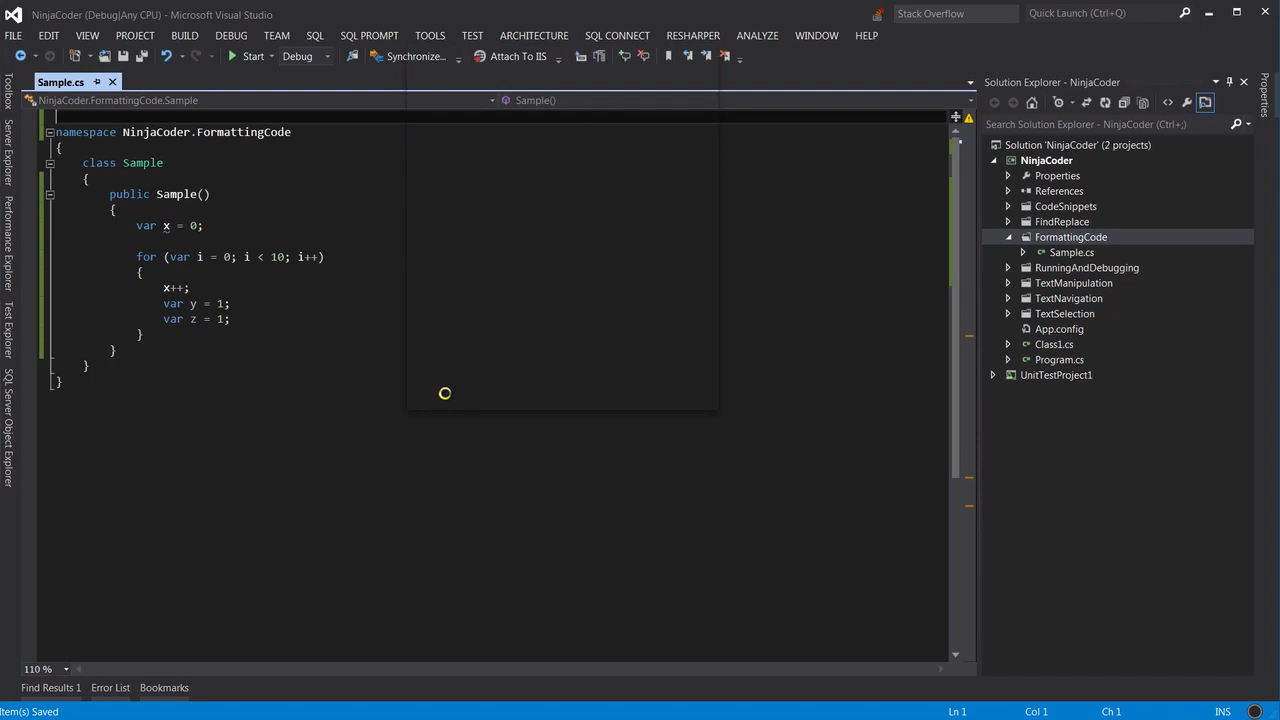 NinjaCoder (Debug|Any CPU) - Microsoft Visual Studio
Stack Overflow
Quick Launch (Ctrl+Q)
FILE EDIT VIEW PROJECT BUILD DEBUG TEAM SQL SQL PROMPT TOOLS TEST ARCHITECTURE SQL CONNECT RESHARPER ANALYZE WINDOW HELP
Start Debug Synchronize... Attach To IIS
Toolbox
Server Explorer
Performance Explorer
Test Explorer
SQL Server Object Explorer
Sample.cs
NinjaCoder.FormattingCode.Sample
Sample()
namespace NinjaCoder.FormattingCode
{
class Sample
{
public Sample()
{
var x = 0;
for (var i = 0; i < 10; i++)
{
x++;
var y = 1;
var z = 1;
}
}
}
}
110 %
Solution Explorer - NinjaCoder
Search Solution Explorer - NinjaCoder (Ctrl+;)
Solution 'NinjaCoder' (2 projects)
NinjaCoder
Properties
References
CodeSnippets
FindReplace
FormattingCode
Sample.cs
RunningAndDebugging
TextManipulation
TextNavigation
TextSelection
App.config
Class1.cs
Program.cs
UnitTestProject1
Properties
Find Results 1 Error List Bookmarks
Item(s) Saved
Ln 1 Col 1 Ch 1 INS